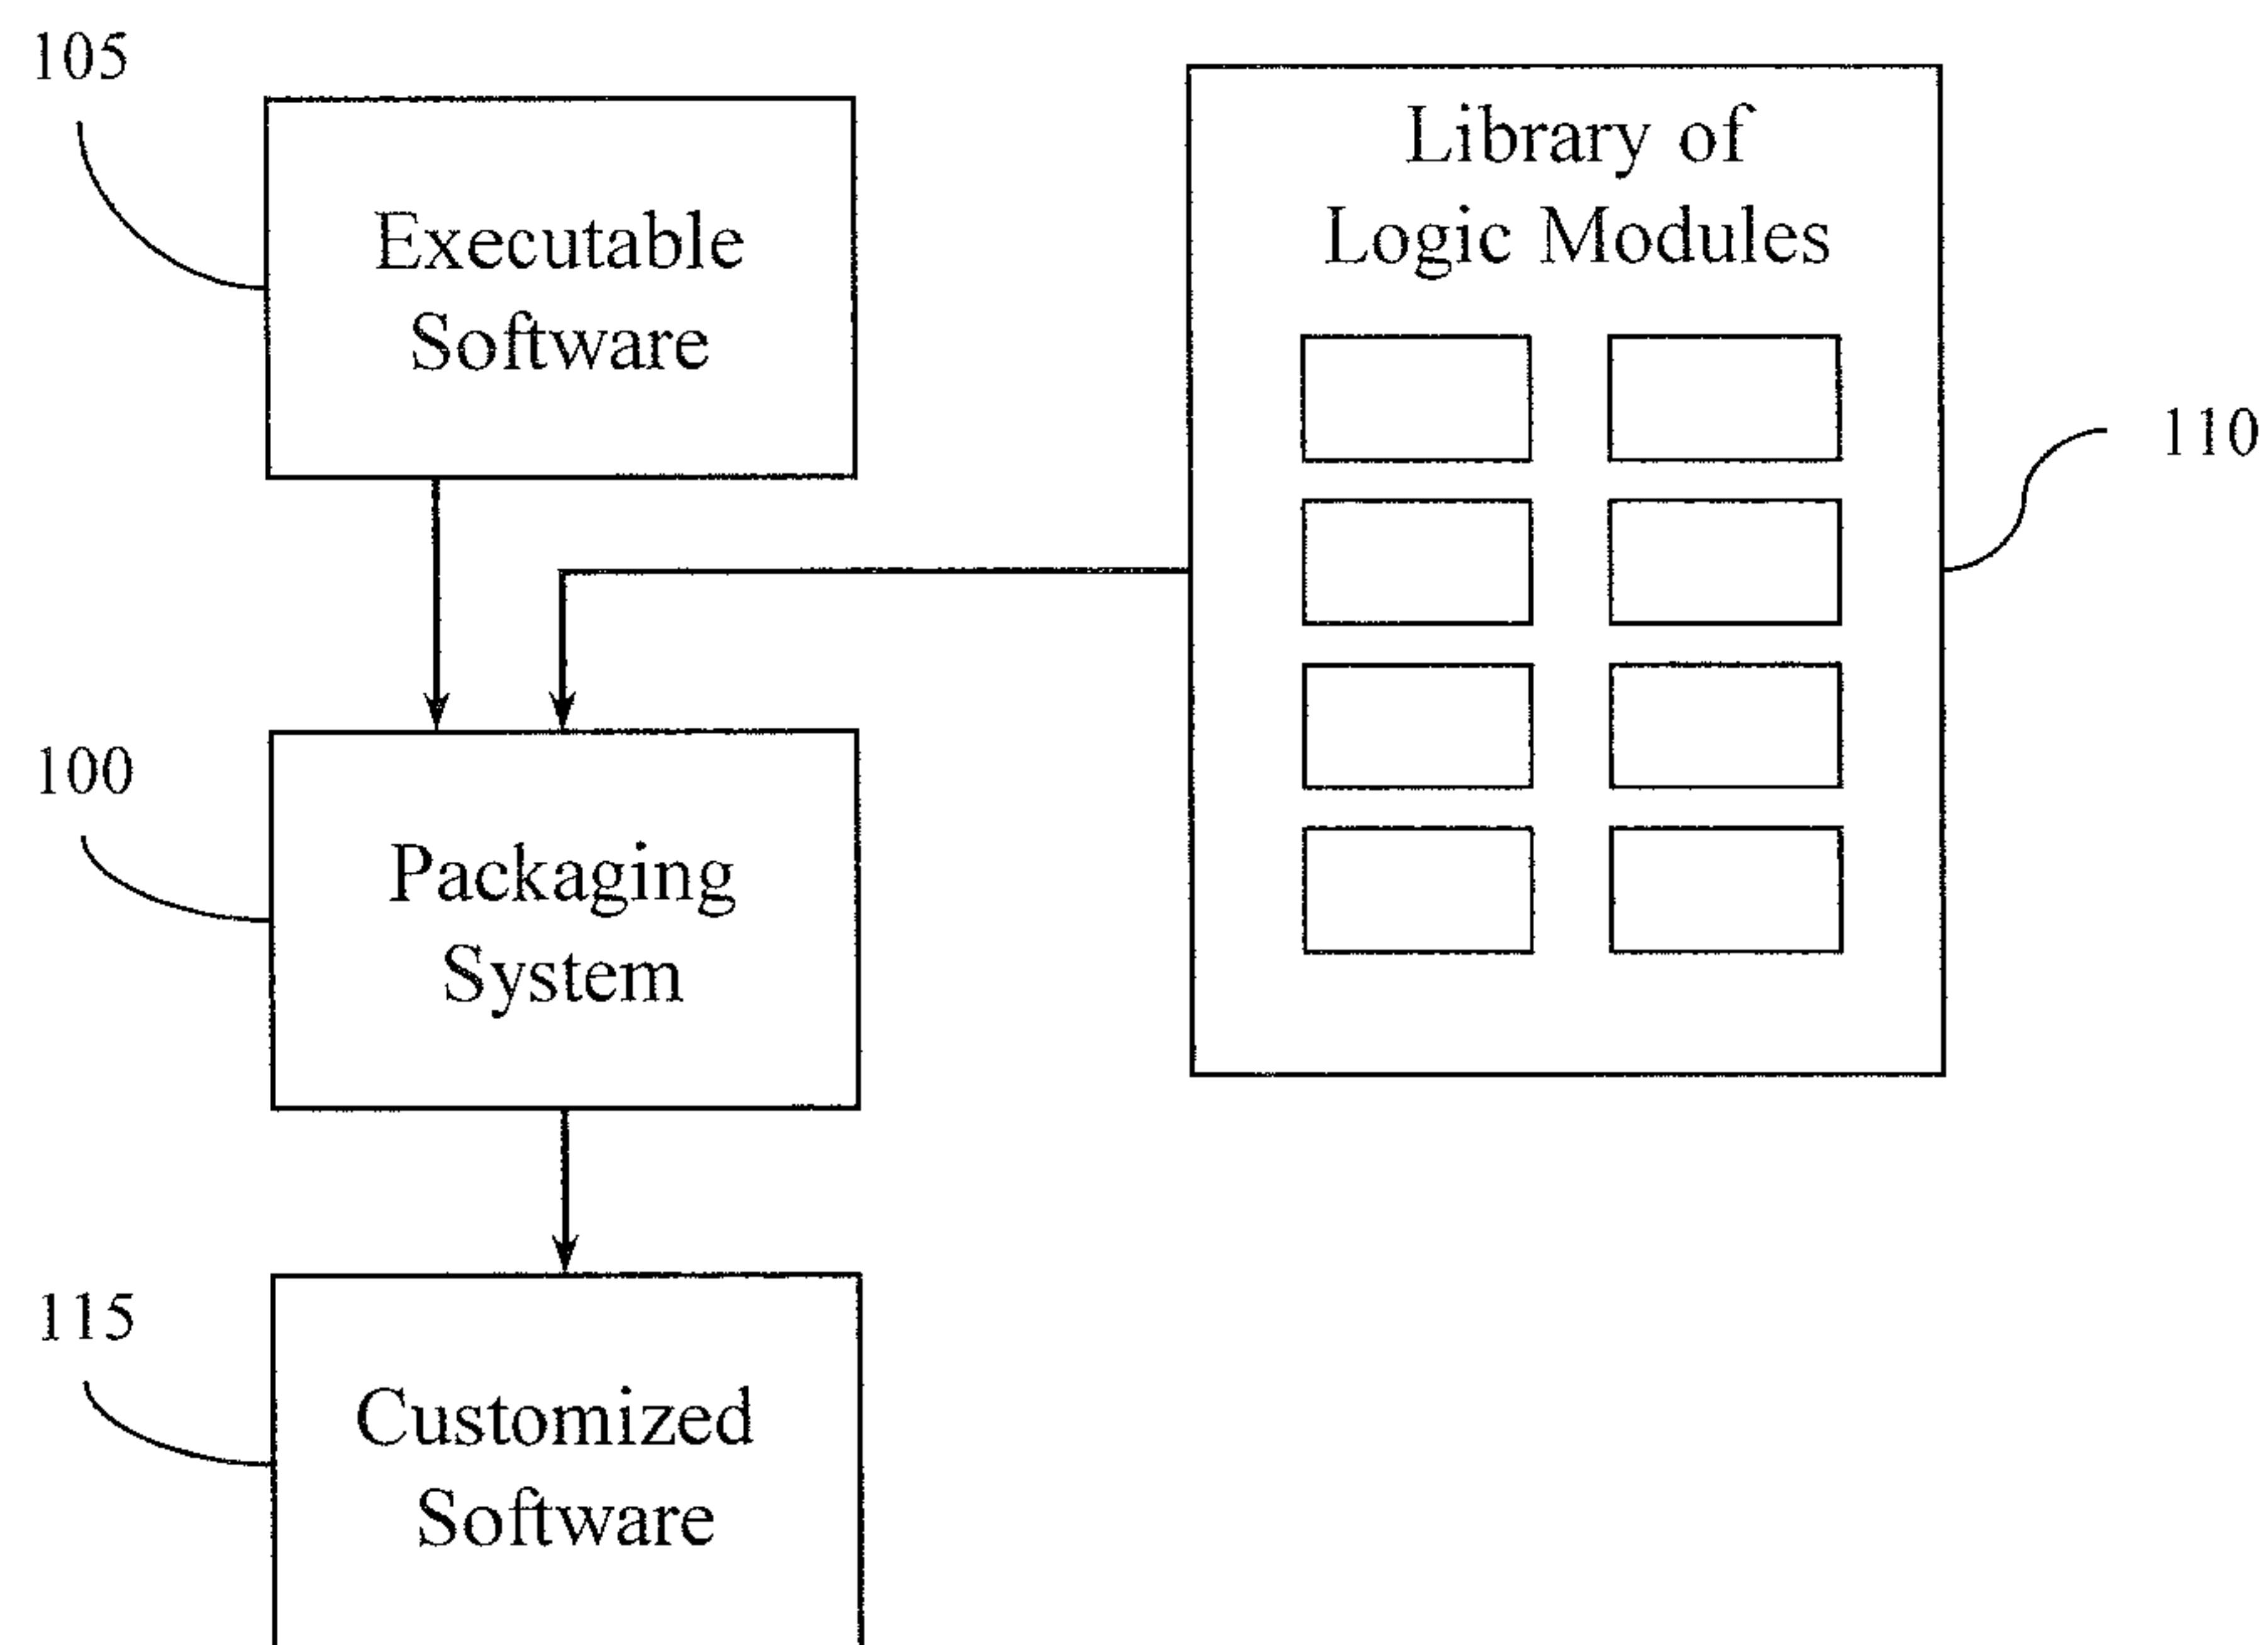 105
Executable
Software
Library of
Logic Modules
110
100
Packaging
System
115
Customized
Software